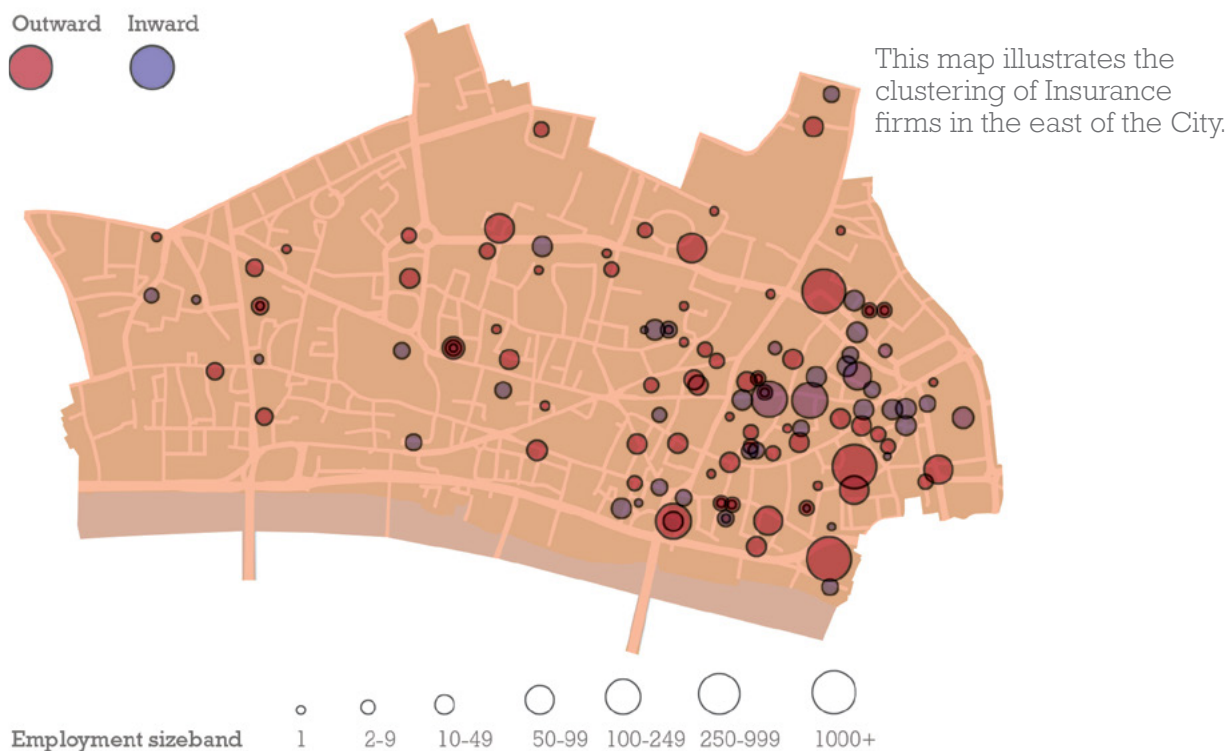 Outward Inward
This map illustrates the
clustering of Insurance
firms in the east of the City.
Employment sizeband 1 2-9 10-49 50-99 100-249 250-999 1000+